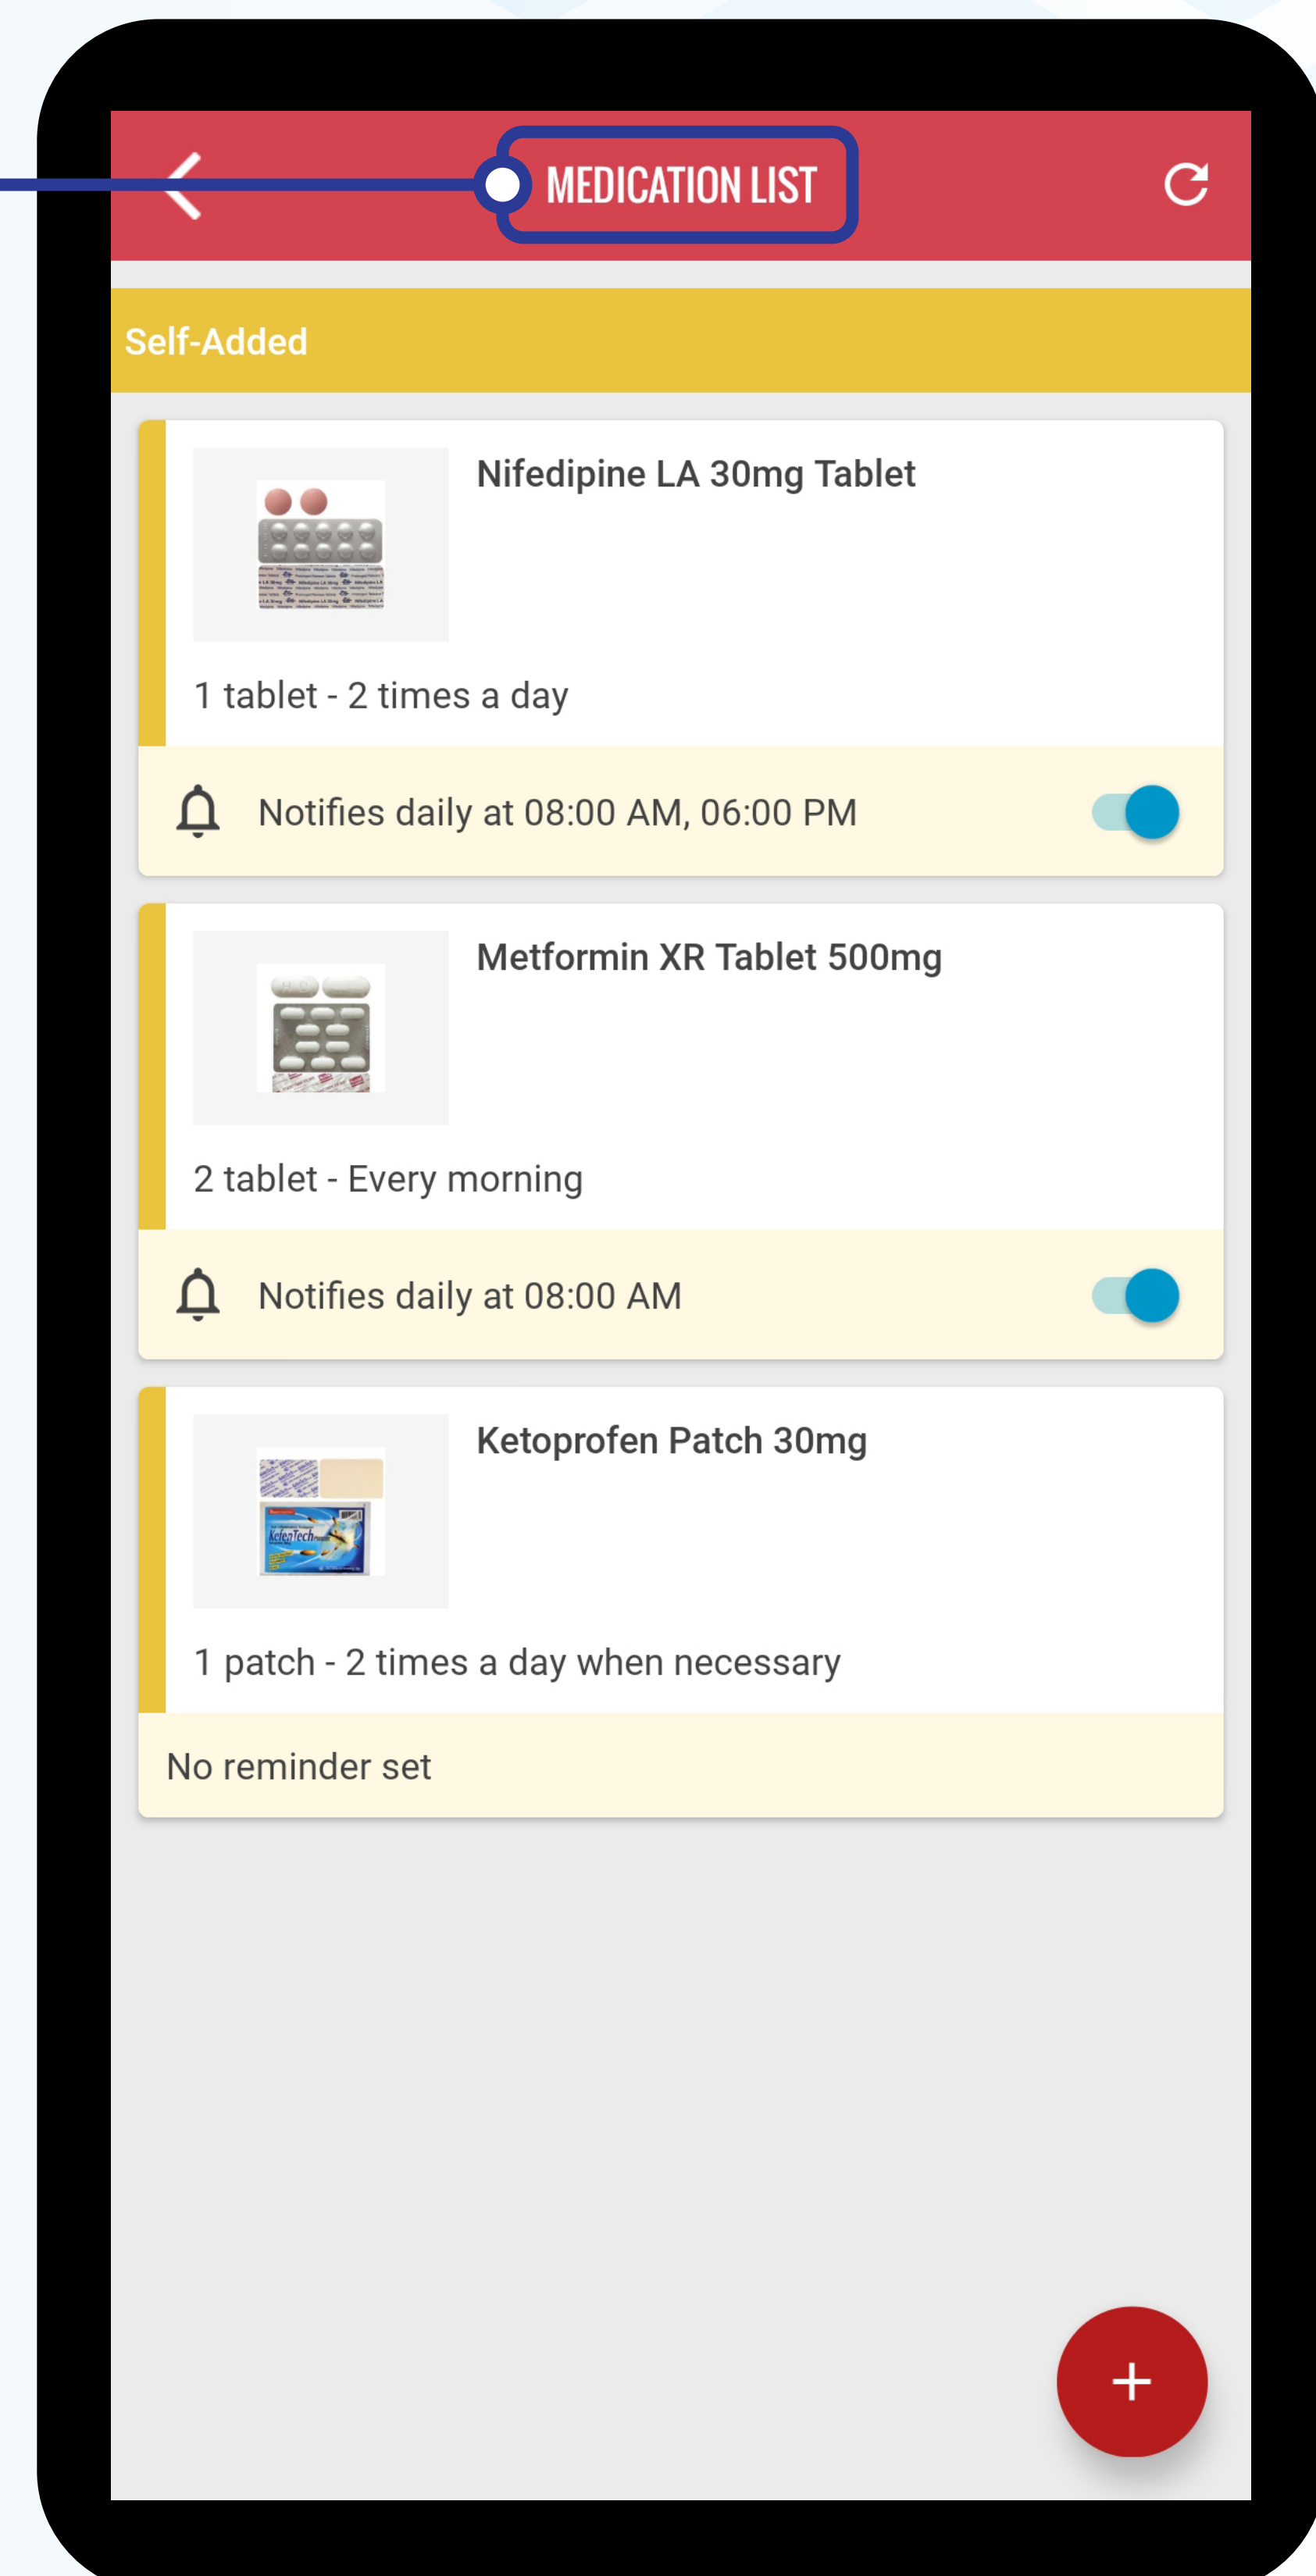 MEDICATION LIST
Self-Added
Nifedipine LA 30mg Tablet
1 tablet - 2 times a day
Notifies daily at 08:00 AM, 06:00 PM
Metformin XR Tablet 500mg
2 tablet - Every morning
Notifies daily at 08:00 AM
Ketoprofen Patch 30mg
KefenTech
1 patch - 2 times a day when necessary
No reminder set